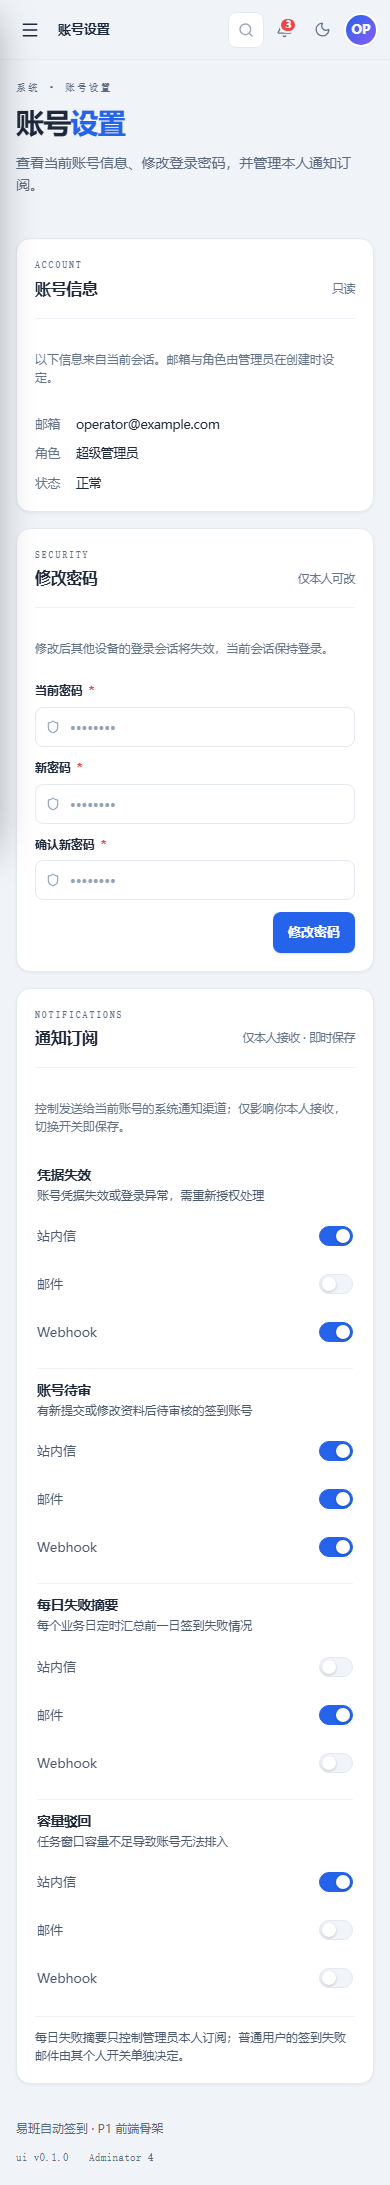 账号设置
3
OP
系统 • 账号设置
账号设置
查看当前账号信息、修改登录密码，并管理本人通知订
阅。
ACCOUNT
账号信息
只读
以下信息来自当前会话。邮箱与角色由管理员在创建时设
定。
邮箱 operator@example.com
角色 超级管理员
状态 正常
SECURITY
修改密码
仅本人可改
修改后其他设备的登录会话将失效，当前会话保持登录。
当前密码 *
••••••••
新密码 *
••••••••
确认新密码 *
••••••••
修改密码
NOTIFICATIONS
通知订阅
仅本人接收 · 即时保存
控制发送给当前账号的系统通知渠道；仅影响你本人接收，
切换开关即保存。
凭据失效
账号凭据失效或登录异常，需重新授权处理
站内信
邮件
Webhook
账号待审
有新提交或修改资料后待审核的签到账号
站内信
邮件
Webhook
每日失败摘要
每个业务日定时汇总前一日签到失败情况
站内信
邮件
Webhook
容量驳回
任务窗口容量不足导致账号无法排入
站内信
邮件
Webhook
每日失败摘要只控制管理员本人订阅；普通用户的签到失败
邮件由其个人开关单独决定。
易班自动签到 · P1 前端骨架
ui v0.1.0 Adminator 4